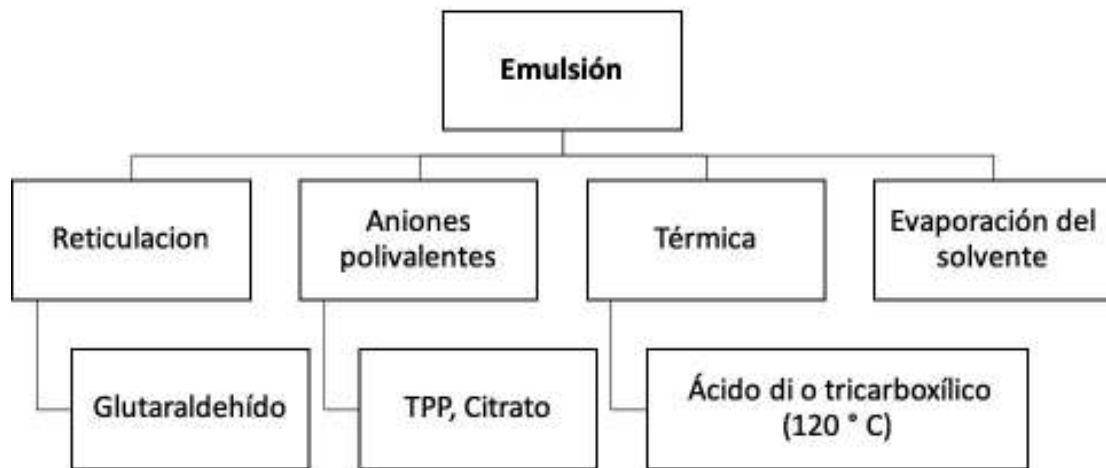 Emulsión
Reticulacion
Aniones
polivalentes
Térmica
Evaporación del
solvente
Glutaraldehído
TPP, Citrato
Ácido di o tricarboxílico
(120 ° C)